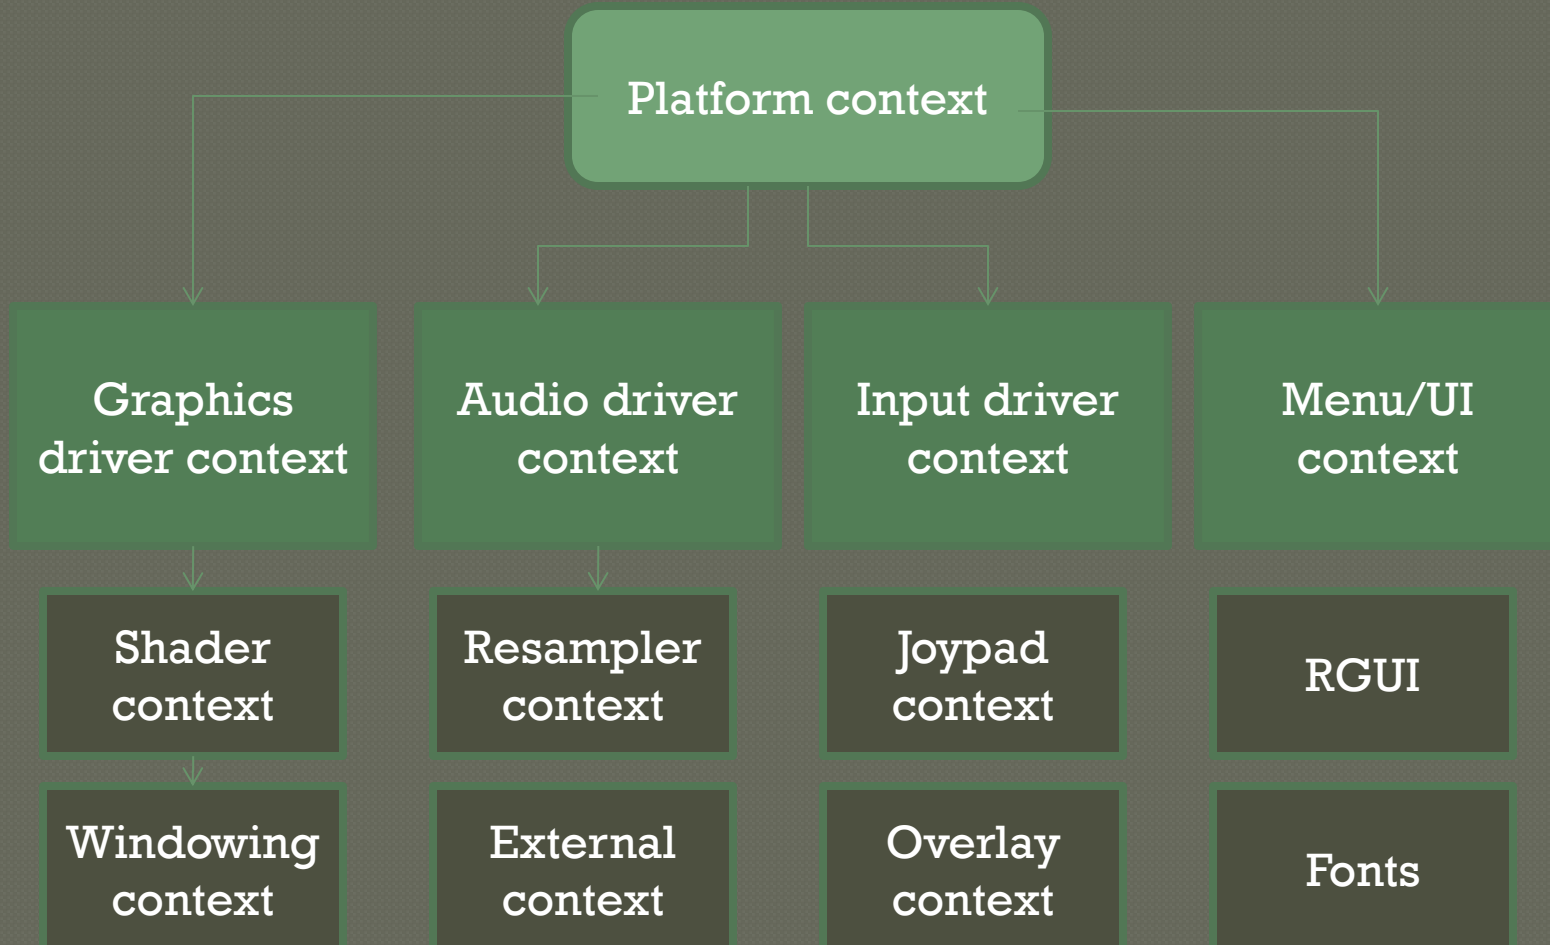 Platform context
Graphics
driver context
Audio driver
context
Input driver
context
Menu/UI
context
Shader
context
Resampler
context
Joypad
context
RGUI
Windowing
context
External
context
Overlay
context
Fonts